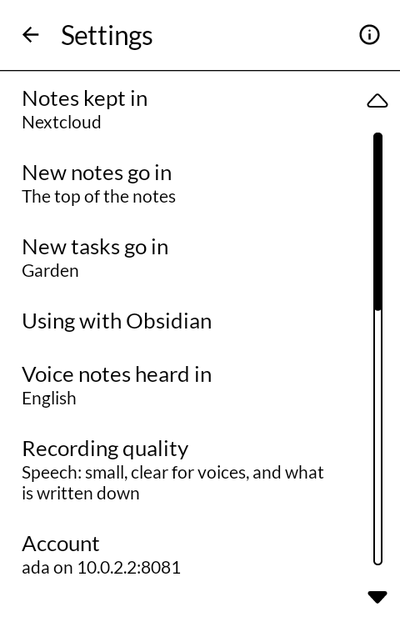 Settings
Notes kept in
Nextcloud
New notes go in
The top of the notes
New tasks go in
Garden
Using with Obsidian
Voice notes heard in
English
Recording quality
Speech: small, clear for voices, and what
is written down
Account
ada on 10.0.2.2:8081